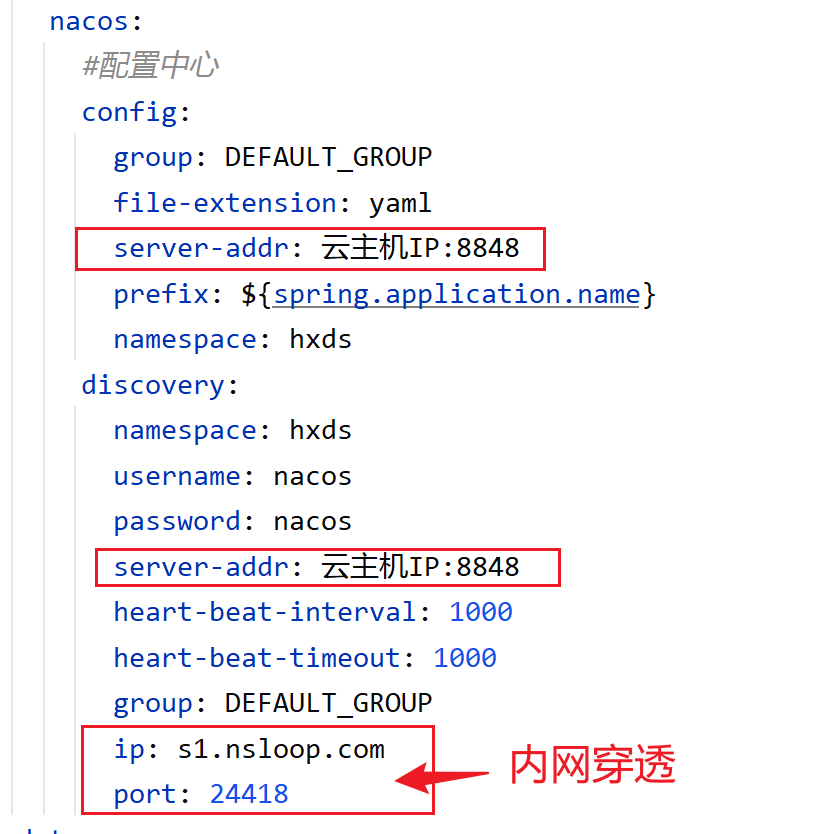 nacos:
#配置中心
config:
group: DEFAULT_GROUP
file-extension: yaml
server-addr: 云主机IP:8848
prefix: ${spring.application.name}
namespace: hxds
discovery:
namespace: hxds
username: nacos
password: nacos
server-addr: 云主机IP:8848
heart-beat-interval: 1000
heart-beat-timeout: 1000
group: DEFAULT_GROUP
ip: s1.nsloop.com
port: 24418
内网穿透